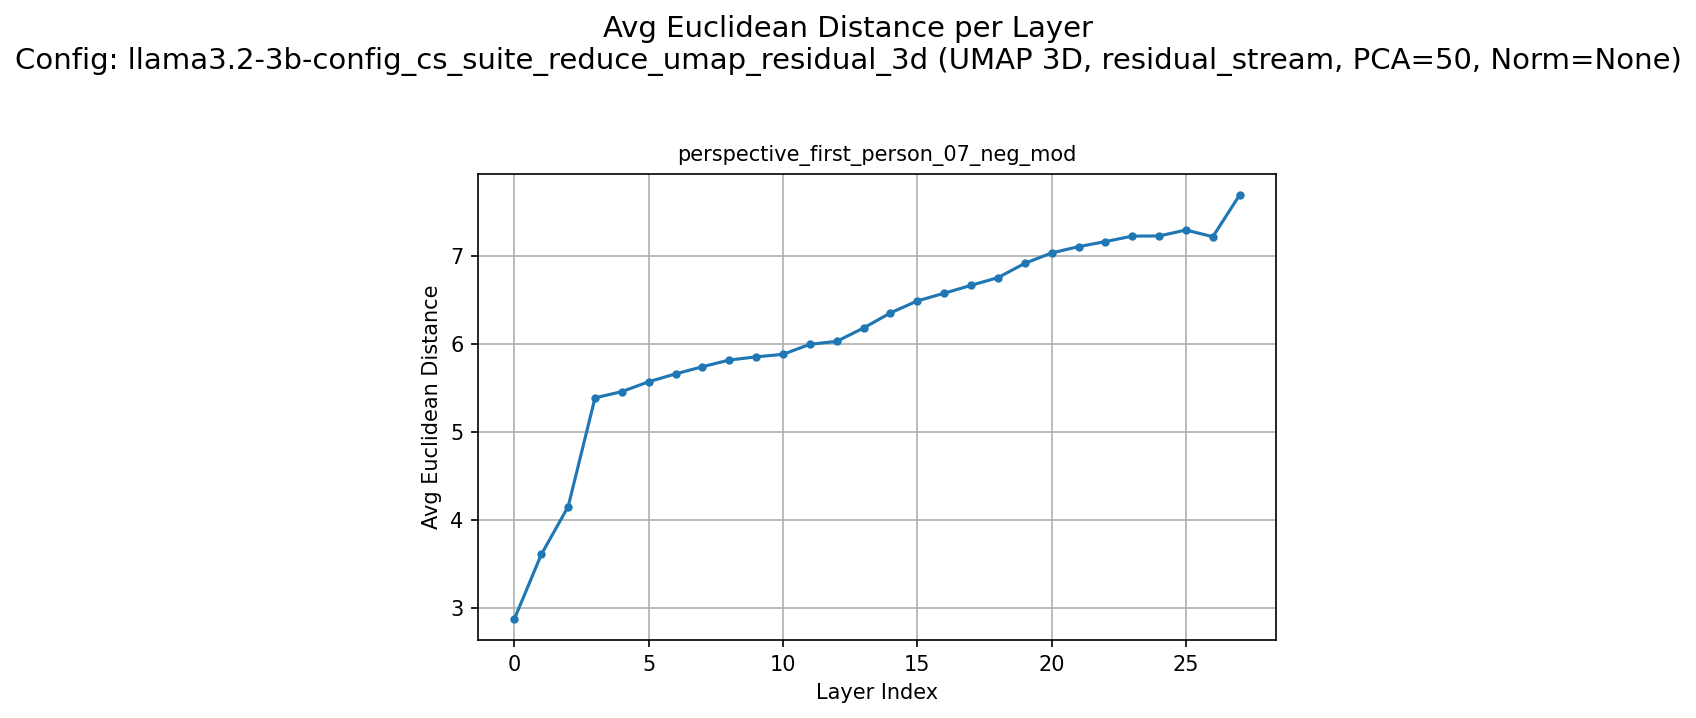 Avg Euclidean Distance per Layer
Config: llama3.2-3b-config_cs_suite_reduce_umap_residual_3d (UMAP 3D, residual_stream, PCA=50, Norm=None)
perspective_first_person_07_neg_mod
Avg Euclidean Distance
7
6
5
4
3
0 5 10 15 20 25
Layer Index